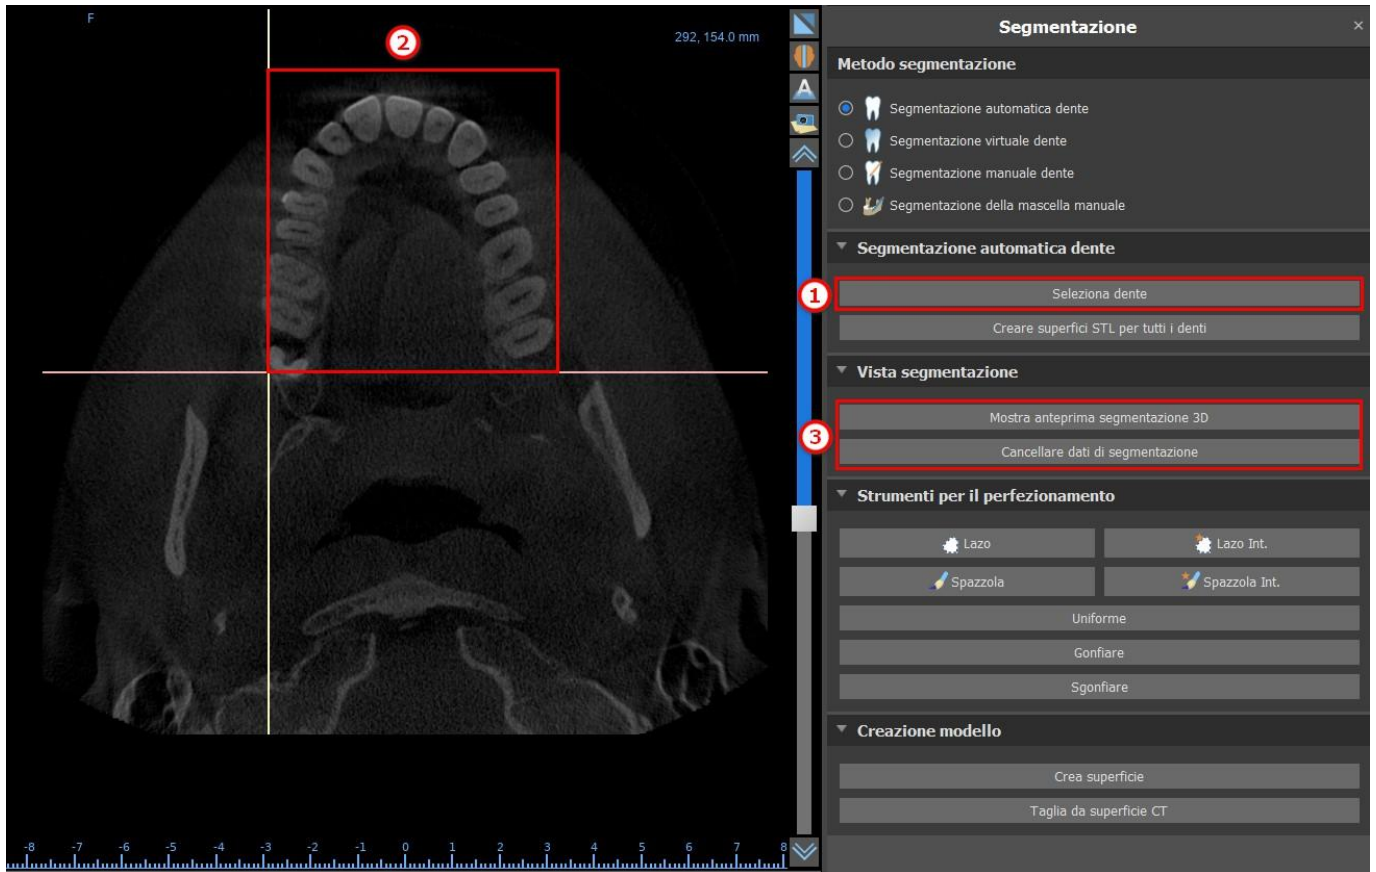 F
292, 154.0 mm
2
-8 -7 -6 -5 -4 -3 -2 -1 0 1 2 3 4 5 6 7 8
Segmentazione ×
Metodo segmentazione
Segmentazione automatica dente
Segmentazione virtuale dente
Segmentazione manuale dente
Segmentazione della mascella manuale
Segmentazione automatica dente
1
Seleziona dente
Creare superfici STL per tutti i denti
Vista segmentazione
Mostra anteprima segmentazione 3D
3
Cancellare dati di segmentazione
Strumenti per il perfezionamento
Lazo Lazo Int.
Spazzola Spazzola Int.
Uniforme
Gonfiare
Sgonfiare
Creazione modello
Crea superficie
Taglia da superficie CT